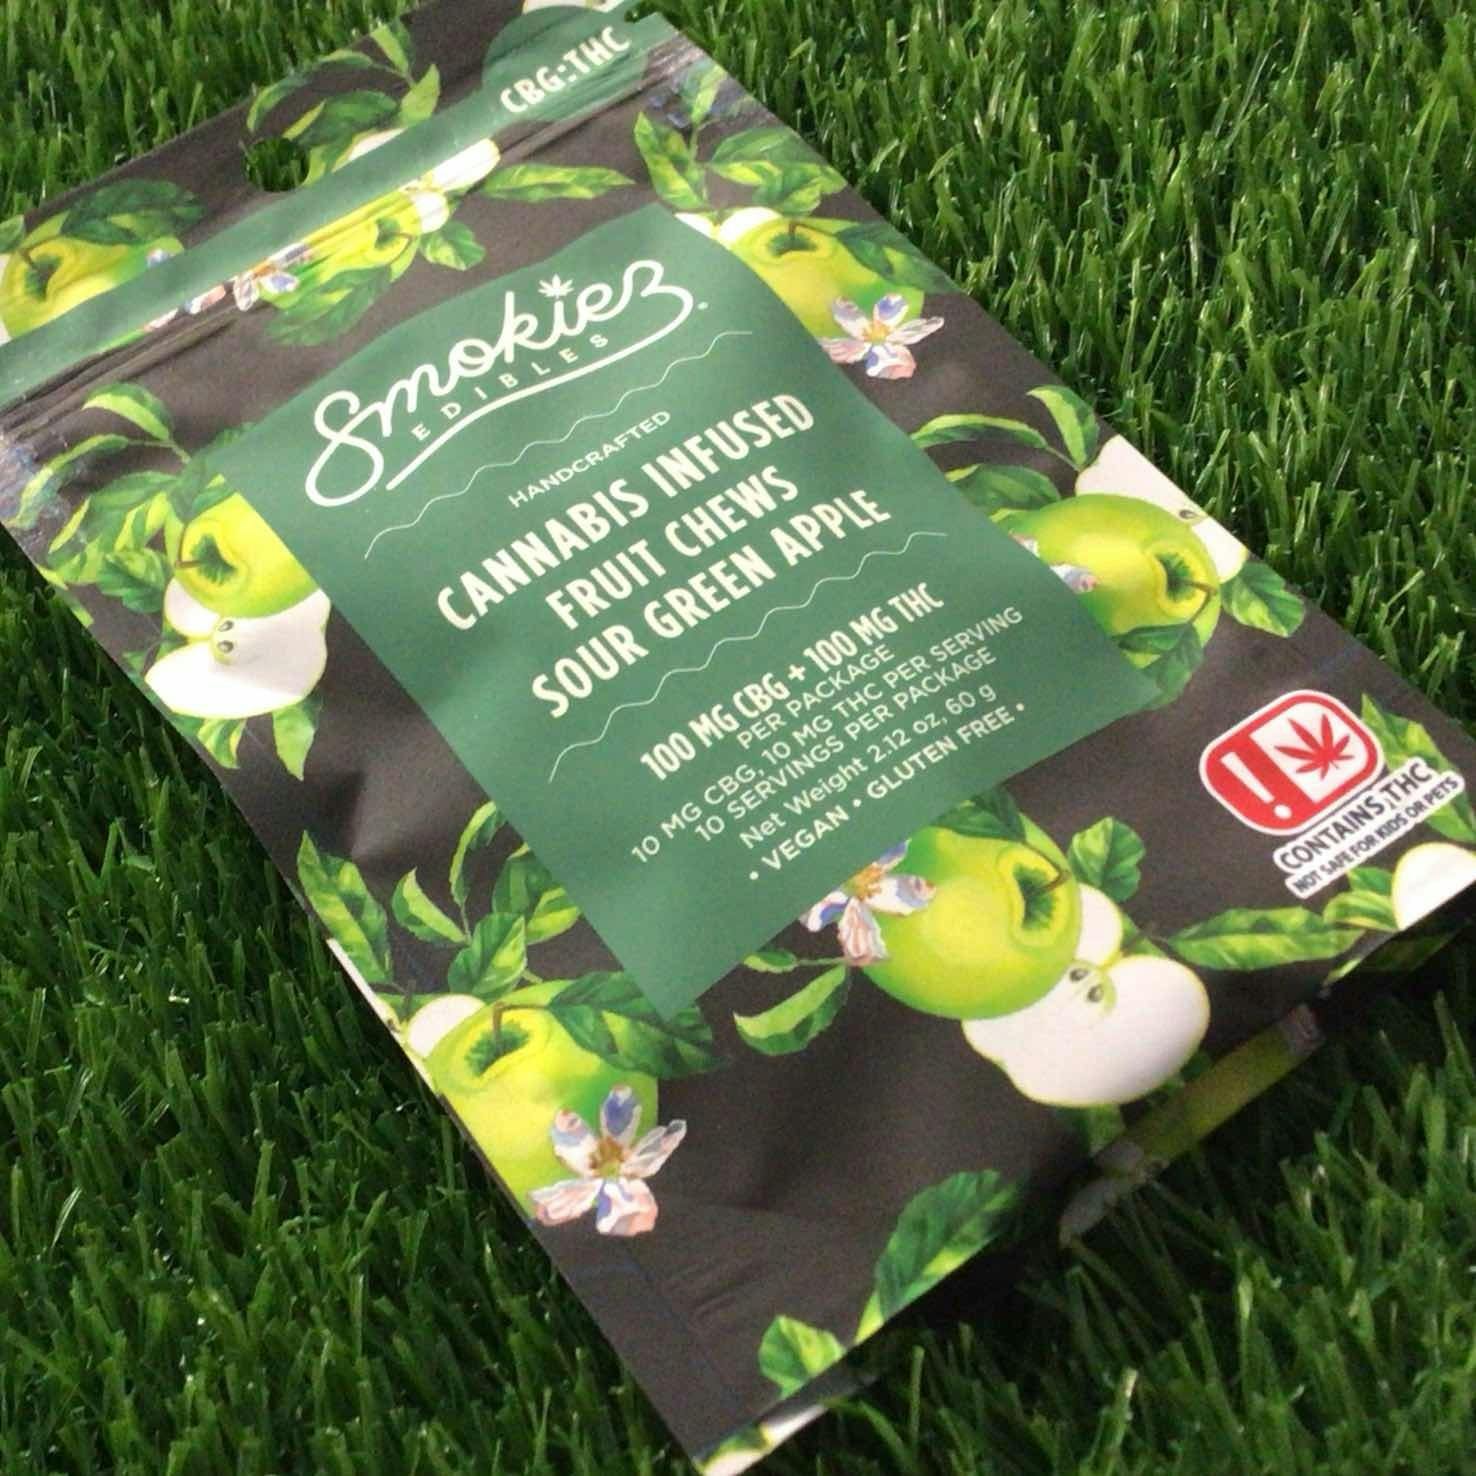 CBG:THC
Smokiez
EDIBLES
HANDCRAFTED
CANNABIS INFUSED
FRUIT CHEWS
SOUR GREEN APPLE
100 MG CBG + 100 MG THC
PER PACKAGE
10 MG CBG, 10 MG THC PER SERVING
10 SERVINGS PER PACKAGE
Net Weight 2.12 oz, 60 g
• VEGAN • GLUTEN FREE •
!
CONTAINS THC
NOT SAFE FOR KIDS OR PETS